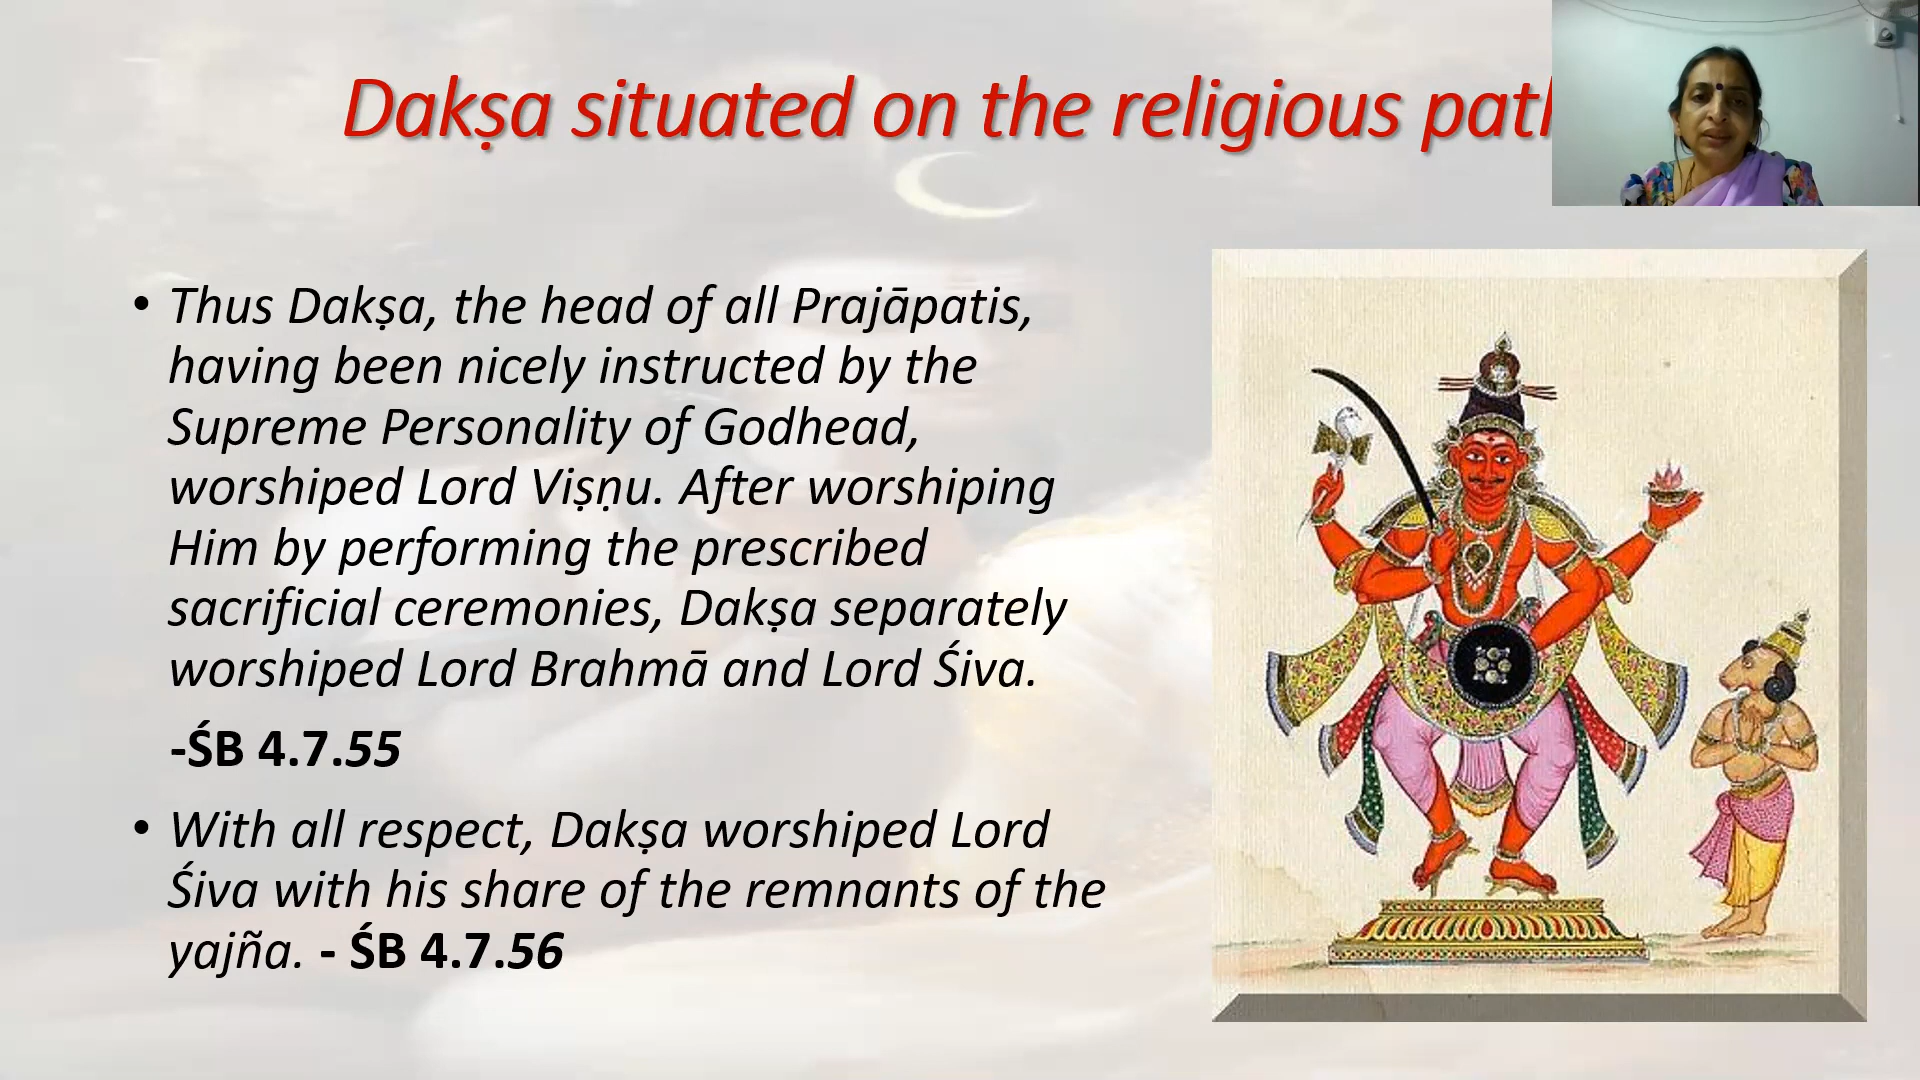 Dakṣa situated on the religious
• Thus Dakṣa, the head of all Prajāpatis,
having been nicely instructed by the
Supreme Personality of Godhead,
worshiped Lord Viṣṇu. After worshiping
Him by performing the prescribed
sacrificial ceremonies, Dakṣa separately
worshiped Lord Brahmā and Lord Śiva.
-ŚB 4.7.55
• With all respect, Dakṣa worshiped Lord
Śiva with his share of the remnants of the
yajña. - ŚB 4.7.56